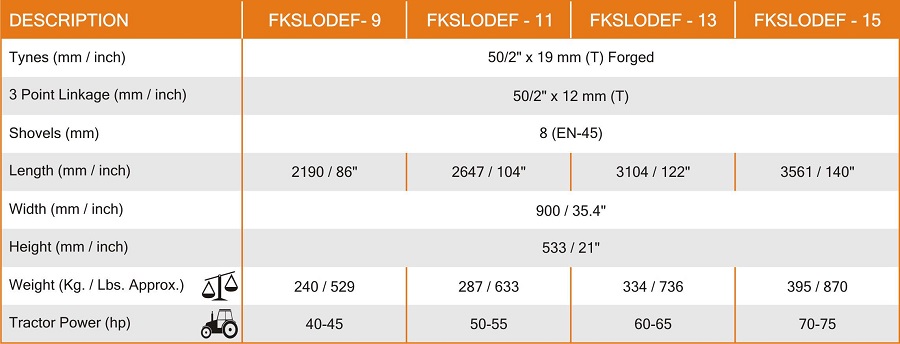 DESCRIPTION FKSLODEF- 9 FKSLODEF - 11 FKSLODEF - 13 FKSLODEF - 15
Tynes (mm / inch) 50/2" x 19 mm (T) Forged
3 Point Linkage (mm / inch) 50/2" x 12 mm (T)
Shovels (mm) 8 (EN-45)
Length (mm / inch) 2190 / 86" 2647 / 104" 3104 / 122" 3561 / 140"
Width (mm / inch) 900 / 35.4"
Height (mm / inch) 533 / 21"
Weight (Kg. / Lbs. Approx.) 240 / 529 287 / 633 334 / 736 395 / 870
Tractor Power (hp) 40-45 50-55 60-65 70-75